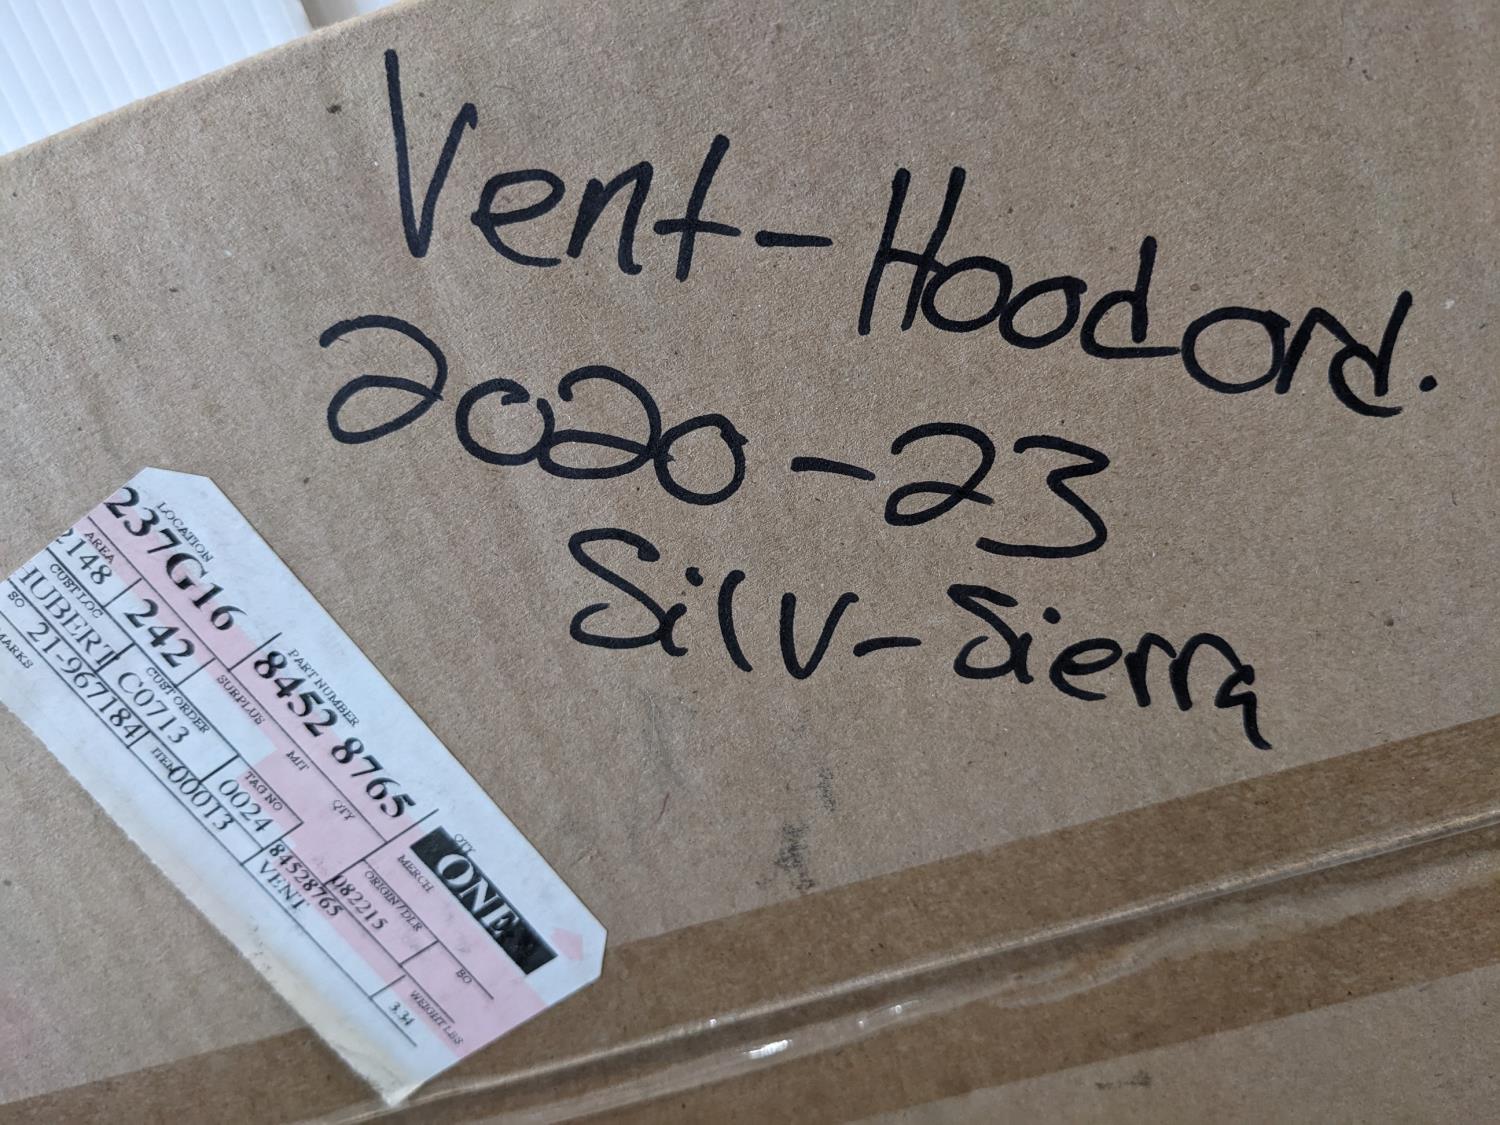 Vent-Hood ord.
2020-23
Silv-Sierra
LOCATION PART NUMBER QTY
237G16 8452 8765 ONE
AREA SURPLUS MIT QTY MERCH
2148 242
CUST LOC CUST ORDER TAG NO ORIGIN/DLR BO
HUBERT C0713 0024 082215
SO ITEM WEIGHT LBS
21-967184 00013 84528765 3.34
MARKS VENT